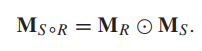 M_{S∘R} = M_R ⊙ M_S.